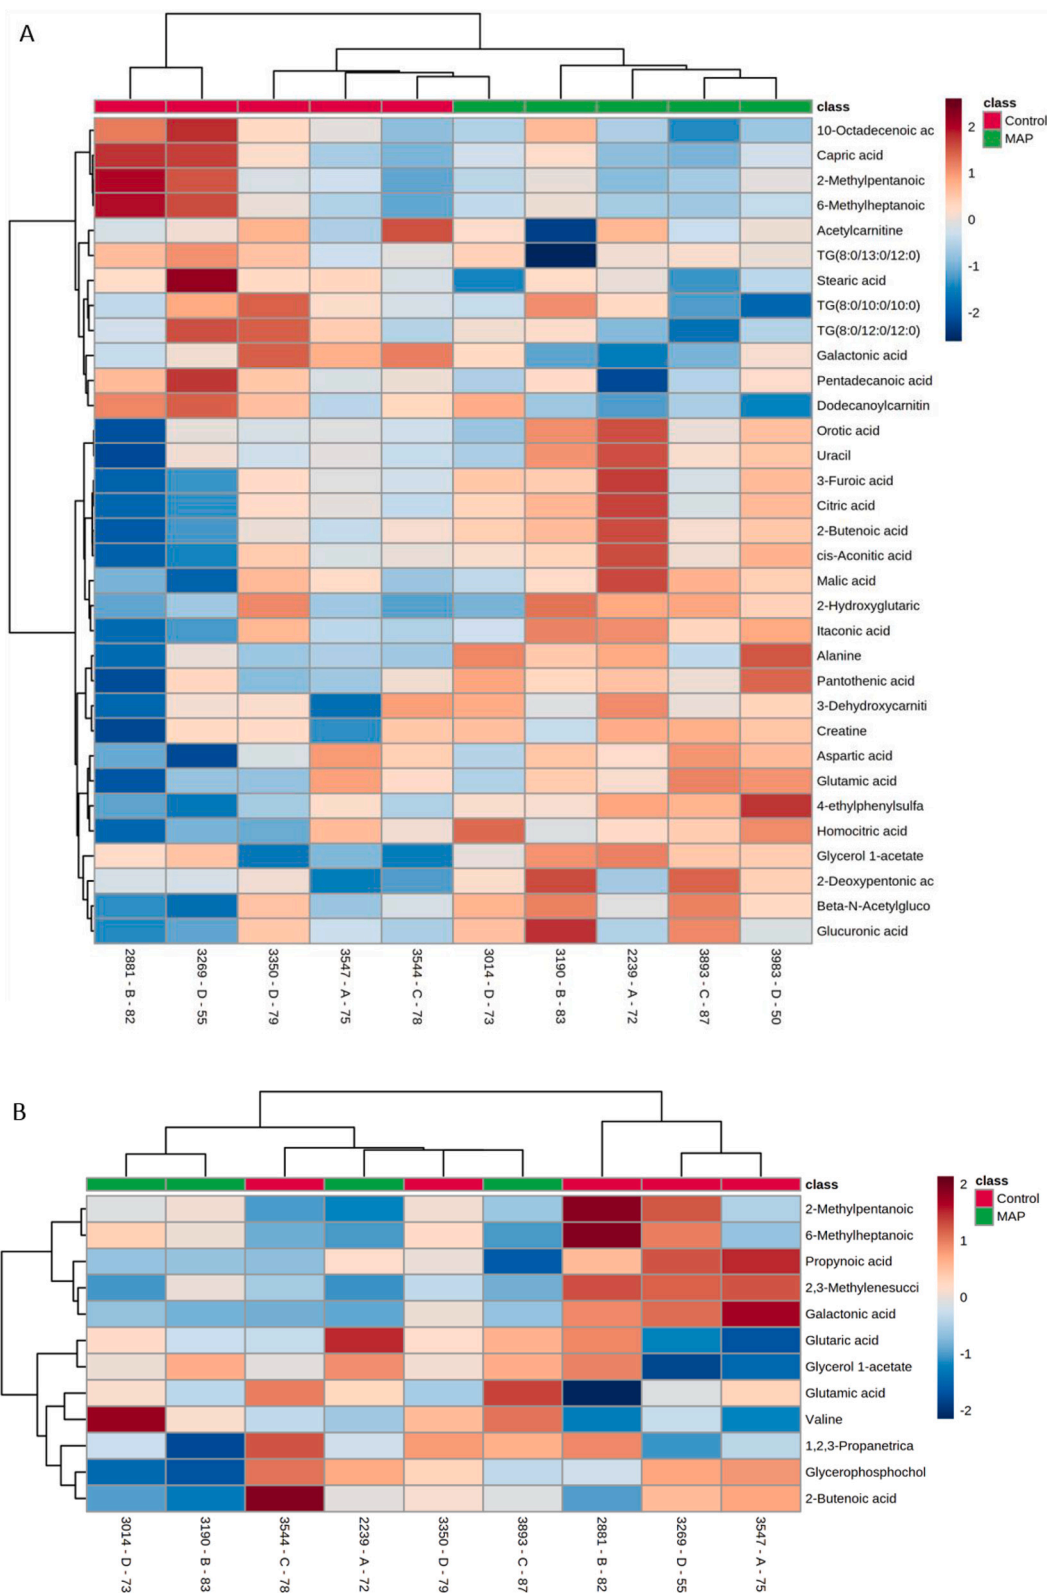 A
class
10-Octadecenoic ac
Capric acid
2-Methylpentanoic
6-Methylheptanoic
Acetylcarnitine
TG(8:0/13:0/12:0)
Stearic acid
TG(8:0/10:0/10:0)
TG(8:0/12:0/12:0)
Galactonic acid
Pentadecanoic acid
Dodecanoylcarnitin
Orotic acid
Uracil
3-Furoic acid
Citric acid
2-Butenoic acid
cis-Aconitic acid
Malic acid
2-Hydroxyglutaric
Itaconic acid
Alanine
Pantothenic acid
3-Dehydroxycarniti
Creatine
Aspartic acid
Glutamic acid
4-ethylphenylsulfa
Homocitric acid
Glycerol 1-acetate
2-Deoxypentonic ac
Beta-N-Acetylgluco
Glucuronic acid
2
1
0
-1
-2
class
Control
MAP
2881 - B - 82
3269 - D - 55
3350 - D - 79
3547 - A - 75
3544 - C - 78
3014 - D - 73
3190 - B - 83
2239 - A - 72
3893 - C - 87
3983 - D - 50
B
class
2-Methylpentanoic
6-Methylheptanoic
Propynoic acid
2,3-Methylenesucci
Galactonic acid
Glutaric acid
Glycerol 1-acetate
Glutamic acid
Valine
1,2,3-Propanetrica
Glycerophosphochol
2-Butenoic acid
2
1
0
-1
-2
class
Control
MAP
3014 - D - 73
3190 - B - 83
3544 - C - 78
2239 - A - 72
3350 - D - 79
3893 - C - 87
2881 - B - 82
3269 - D - 55
3547 - A - 75